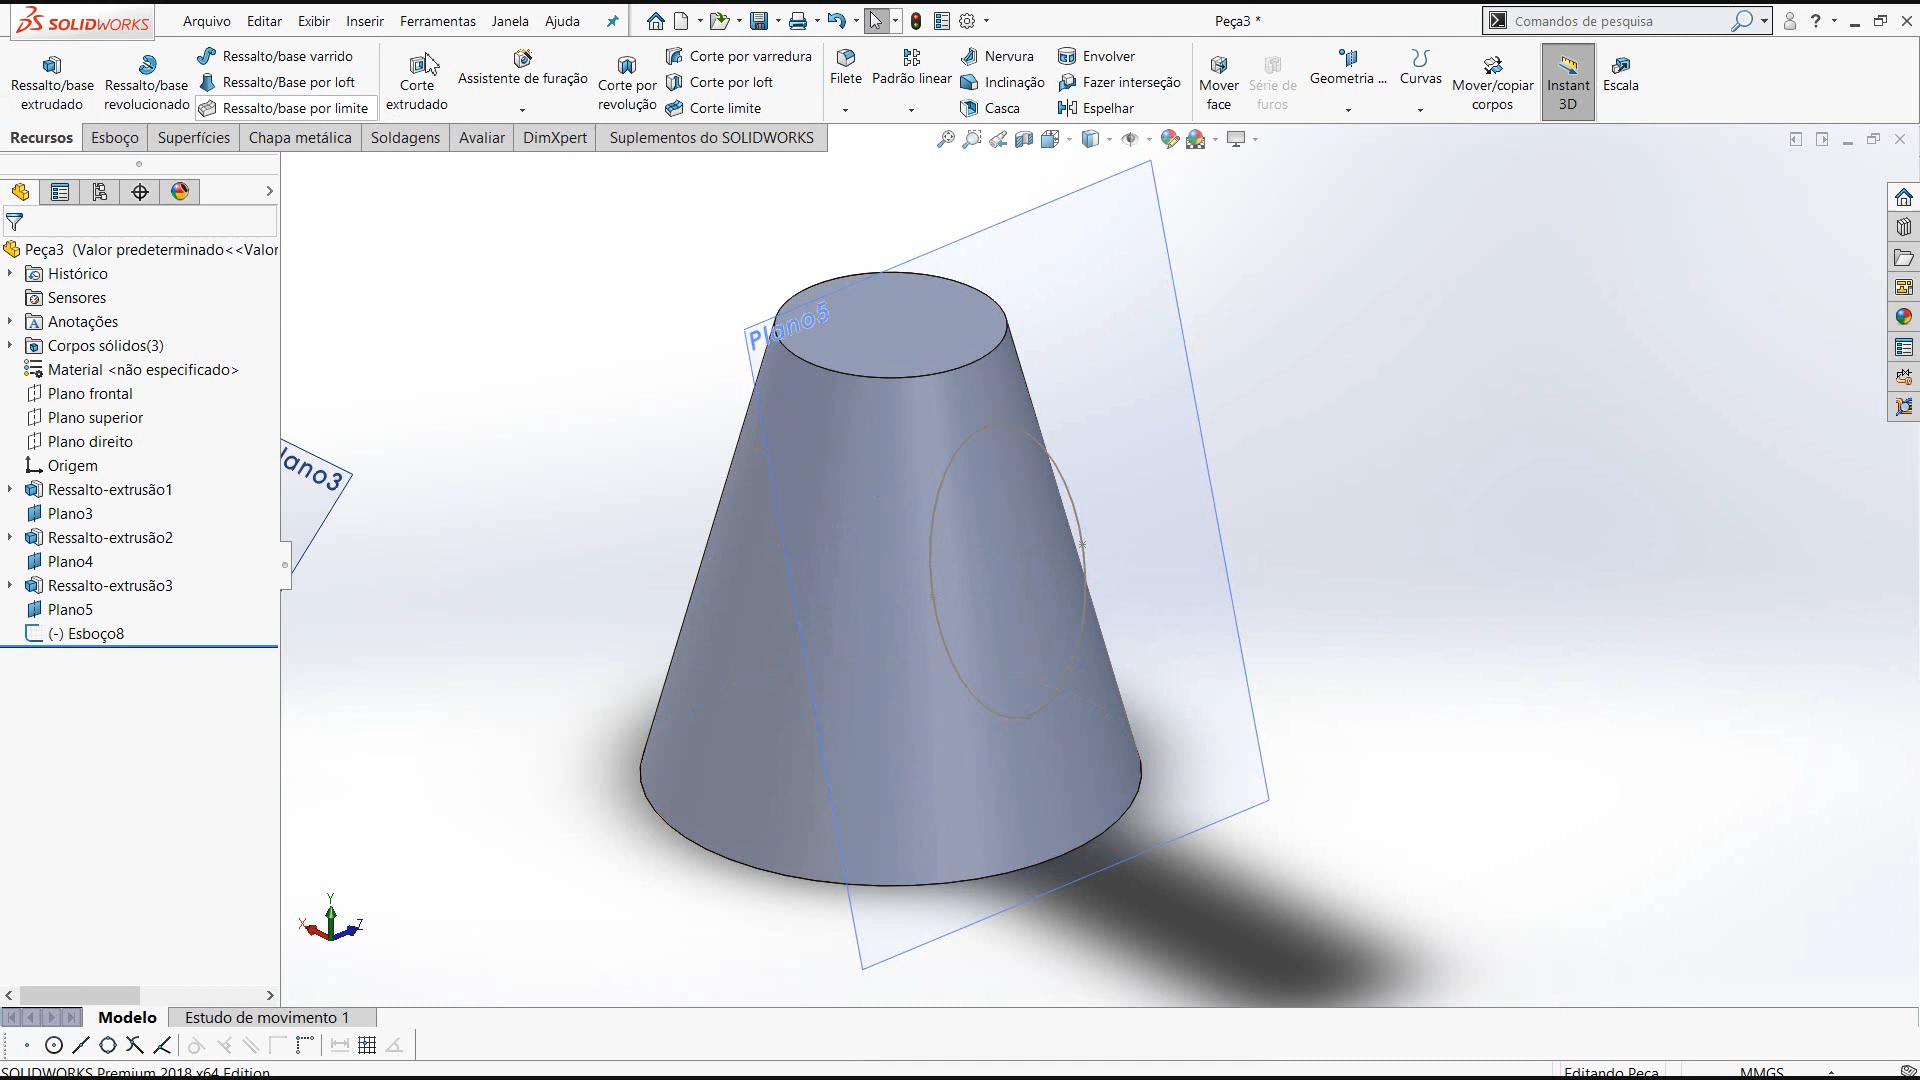 SOLIDWORKS Arquivo Editar Exibir Inserir Ferramentas Janela Ajuda Peça3 * Comandos de pesquisa
Ressalto/base extrudado
Ressalto/base revolucionado
Ressalto/base varrido
Ressalto/Base por loft
Ressalto/base por limite
Corte extrudado
Assistente de furação
Corte por revolução
Corte por varredura
Corte por loft
Corte limite
Filete
Padrão linear
Nervura
Inclinação
Casca
Envolver
Fazer interseção
Espelhar
Mover face
Série de furos
Geometria ...
Curvas
Mover/copiar corpos
Instant 3D
Escala
Recursos Esboço Superfícies Chapa metálica Soldagens Avaliar DimXpert Suplementos do SOLIDWORKS
Peça3 (Valor predeterminado<<Valor
Histórico
Sensores
Anotações
Corpos sólidos(3)
Material <não especificado>
Plano frontal
Plano superior
Plano direito
Origem
Ressalto-extrusão1
Plano3
Ressalto-extrusão2
Plano4
Ressalto-extrusão3
Plano5
(-) Esboço8
Plano5
lano3
Y
X
Z
Modelo Estudo de movimento 1
SOLIDWORKS Premium 2018 x64 Edition Editando Peça MMGS